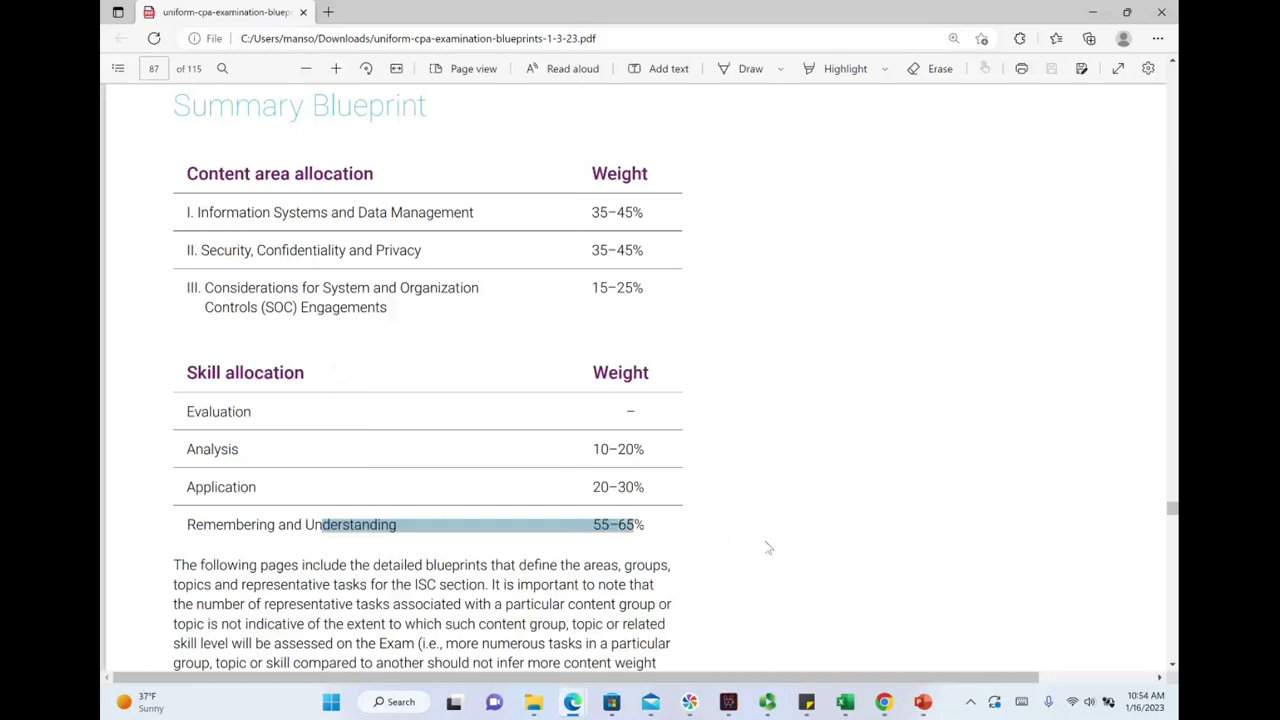 uniform-cpa-examination-bluepr
File C:/Users/manso/Downloads/uniform-cpa-examination-blueprints-1-3-23.pdf
87 of 115 Page view Read aloud Add text Draw Highlight Erase
Summary Blueprint
Content area allocation Weight
I. Information Systems and Data Management 35–45%
II. Security, Confidentiality and Privacy 35–45%
III. Considerations for System and Organization 15–25%
Controls (SOC) Engagements
Skill allocation Weight
Evaluation –
Analysis 10–20%
Application 20–30%
Remembering and Understanding 55–65%
The following pages include the detailed blueprints that define the areas, groups,
topics and representative tasks for the ISC section. It is important to note that
the number of representative tasks associated with a particular content group or
topic is not indicative of the extent to which such content group, topic or related
skill level will be assessed on the Exam (i.e., more numerous tasks in a particular
group, topic or skill compared to another should not infer more content weight
37°F
Sunny
Search
10:54 AM
1/16/2023